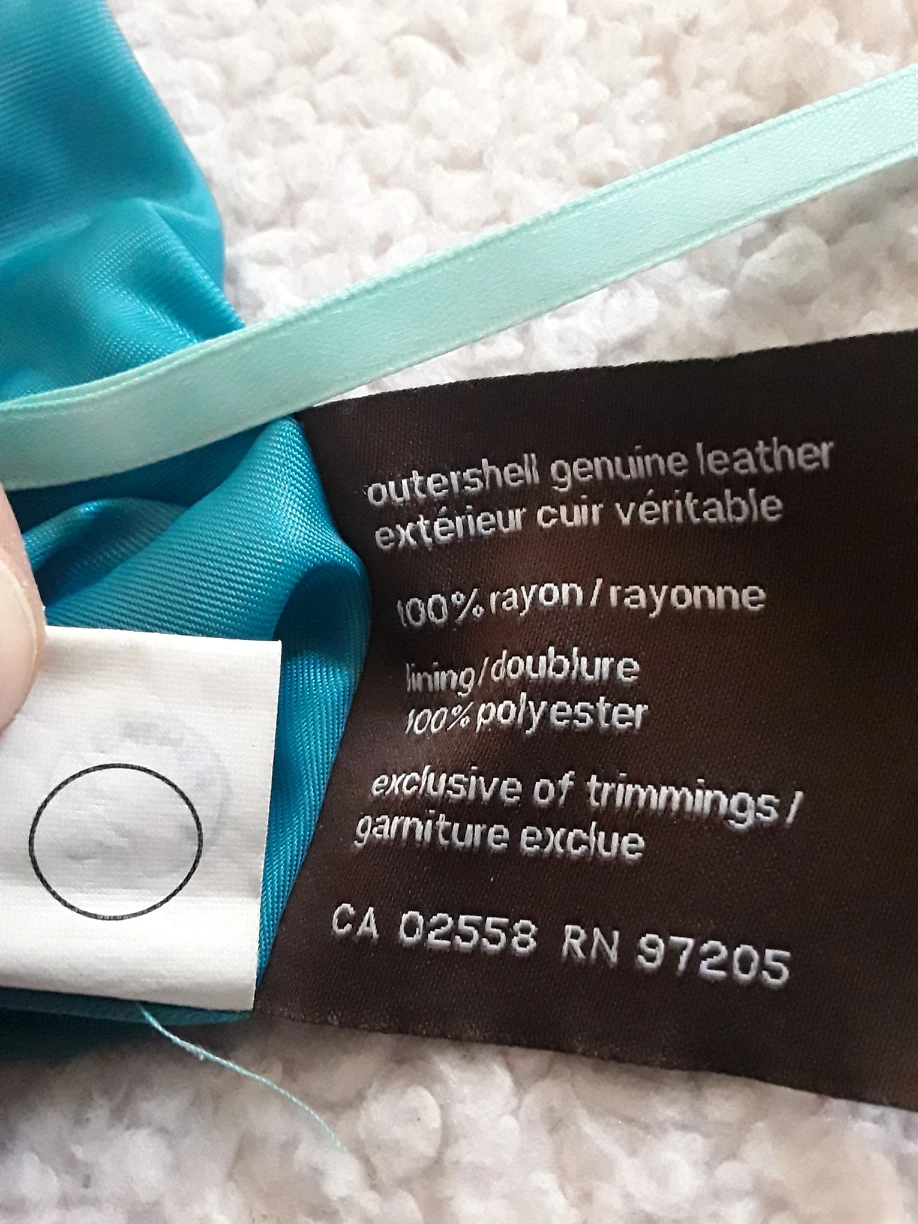 outershell genuine leather
extérieur cuir véritable
100% rayon/rayonne
lining/doublure
100% polyester
exclusive of trimmings/
garniture exclue
CA 02558 RN 97205